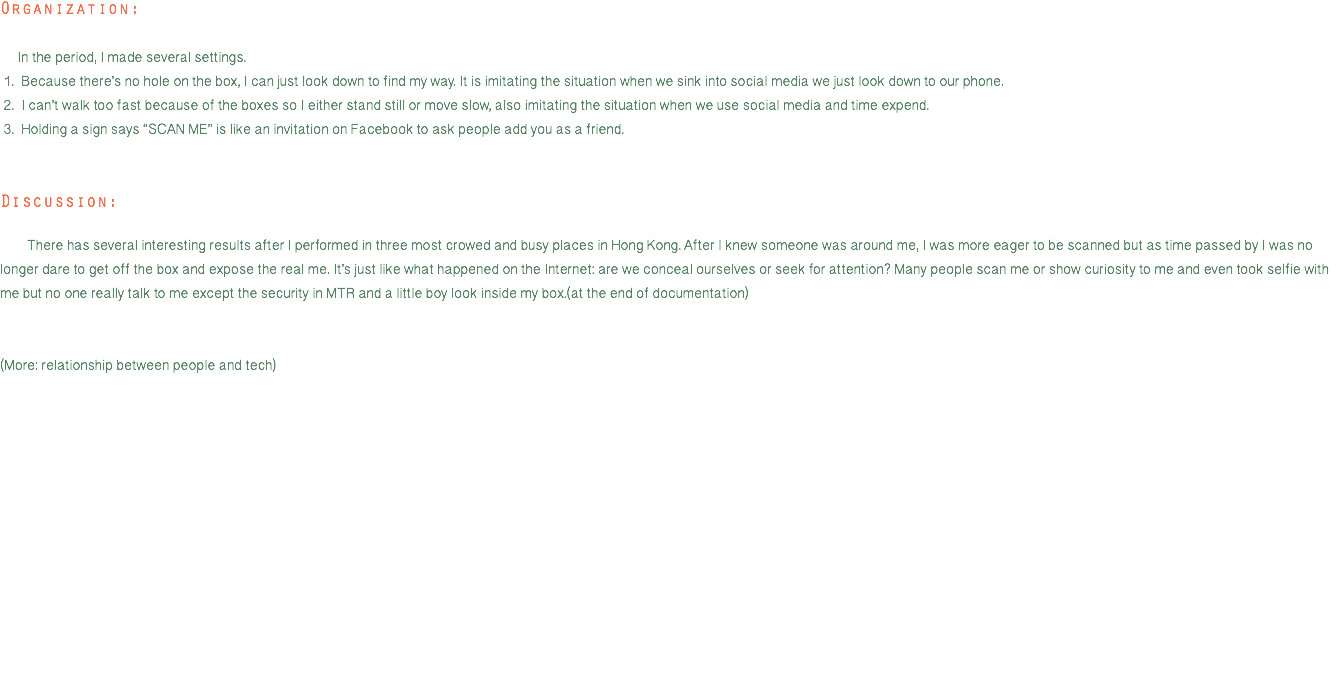 Organization:
In the period, I made several settings.
1. Because there's no hole on the box, I can just look down to find my way. It is imitating the situation when we sink into social media we just look down to our phone.
2. I can't walk too fast because of the boxes so I either stand still or move slow, also imitating the situation when we use social media and time expend.
3. Holding a sign says “SCAN ME” is like an invitation on Facebook to ask people add you as a friend.
Discussion:
There has several interesting results after I performed in three most crowed and busy places in Hong Kong. After I knew someone was around me, I was more eager to be scanned but as time passed by I was no
longer dare to get off the box and expose the real me. It's just like what happened on the Internet: are we conceal ourselves or seek for attention? Many people scan me or show curiosity to me and even took selfie with
me but no one really talk to me except the security in MTR and a little boy look inside my box.(at the end of documentation)
(More: relationship between people and tech)